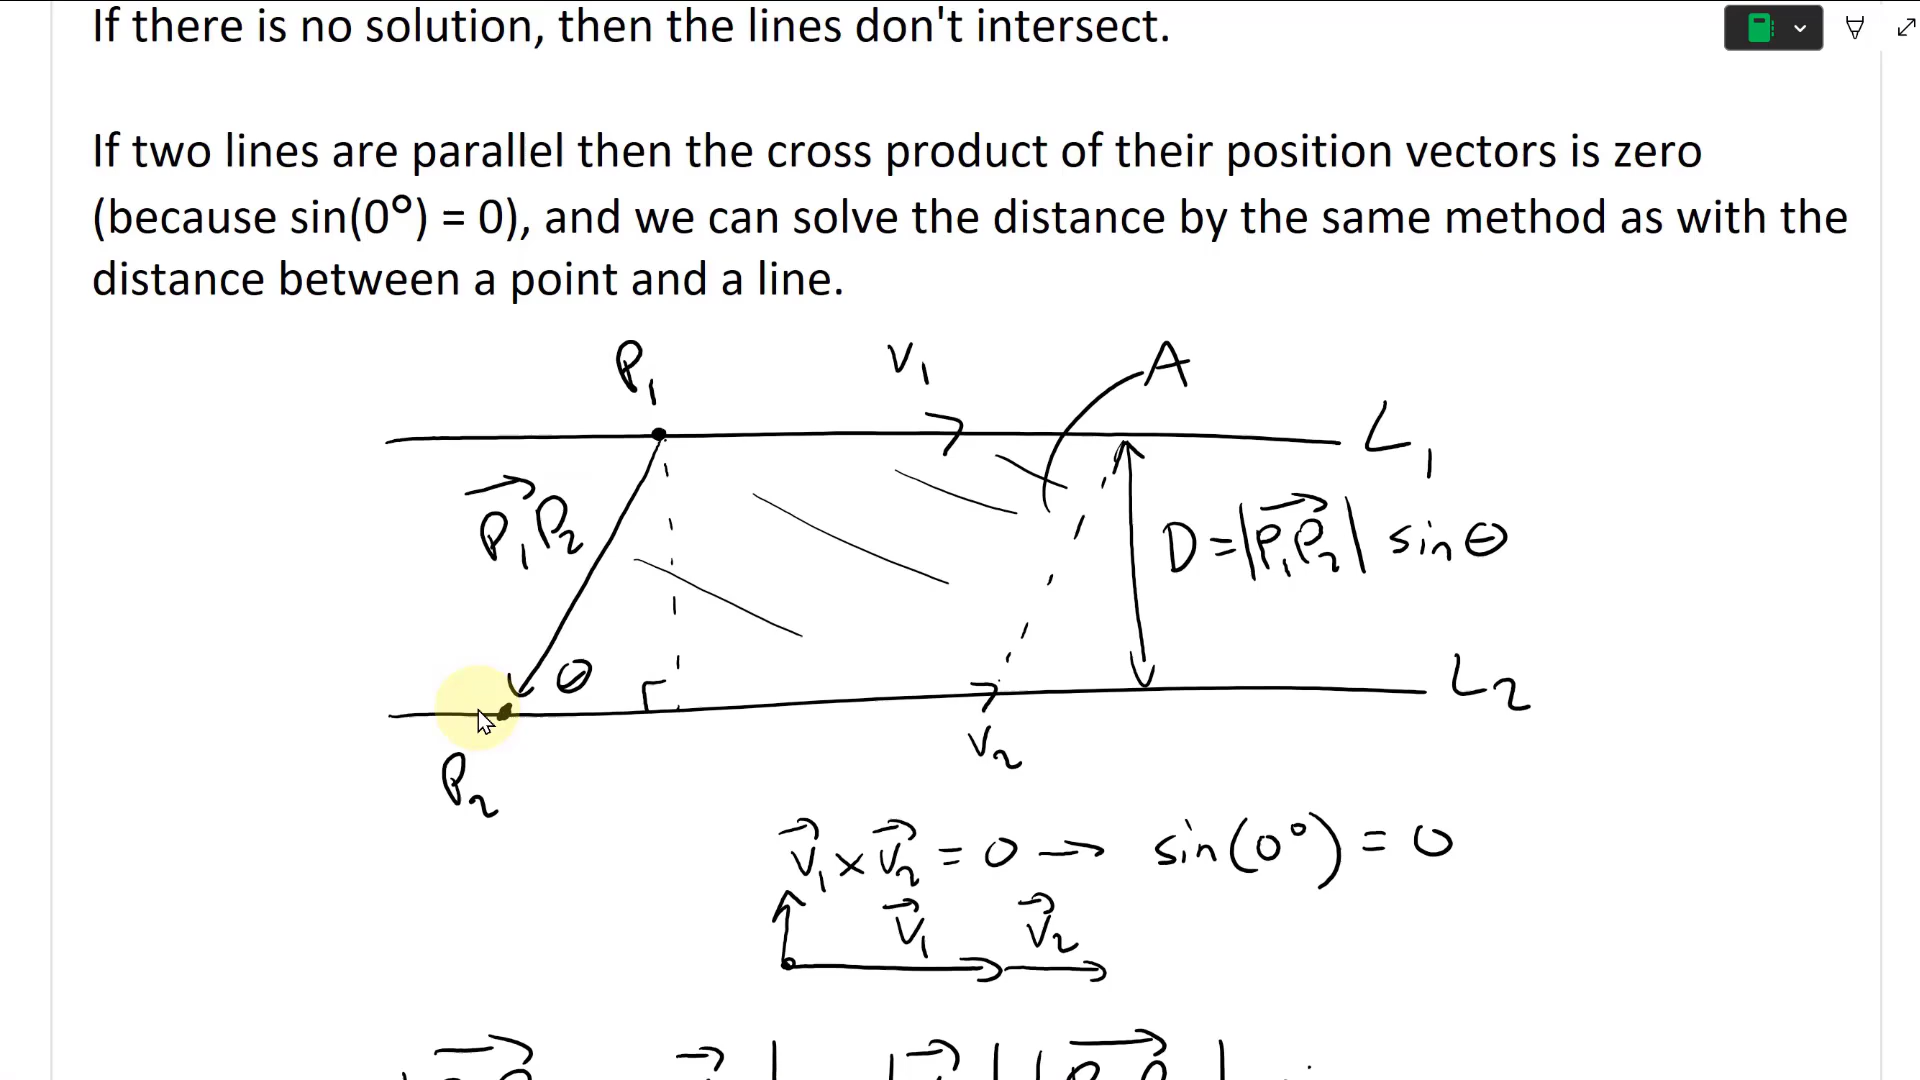 If there is no solution, then the lines don't intersect.
If two lines are parallel then the cross product of their position vectors is zero
(because sin(0°) = 0), and we can solve the distance by the same method as with the
distance between a point and a line.
P₁ v₁ A
L₁
P₁P₂→ D = |P₁P₂→| sin θ
θ L₂
v₂
P₂
v₁→ × v₂→ = 0 → sin(0°) = 0
v₁→ v₂→